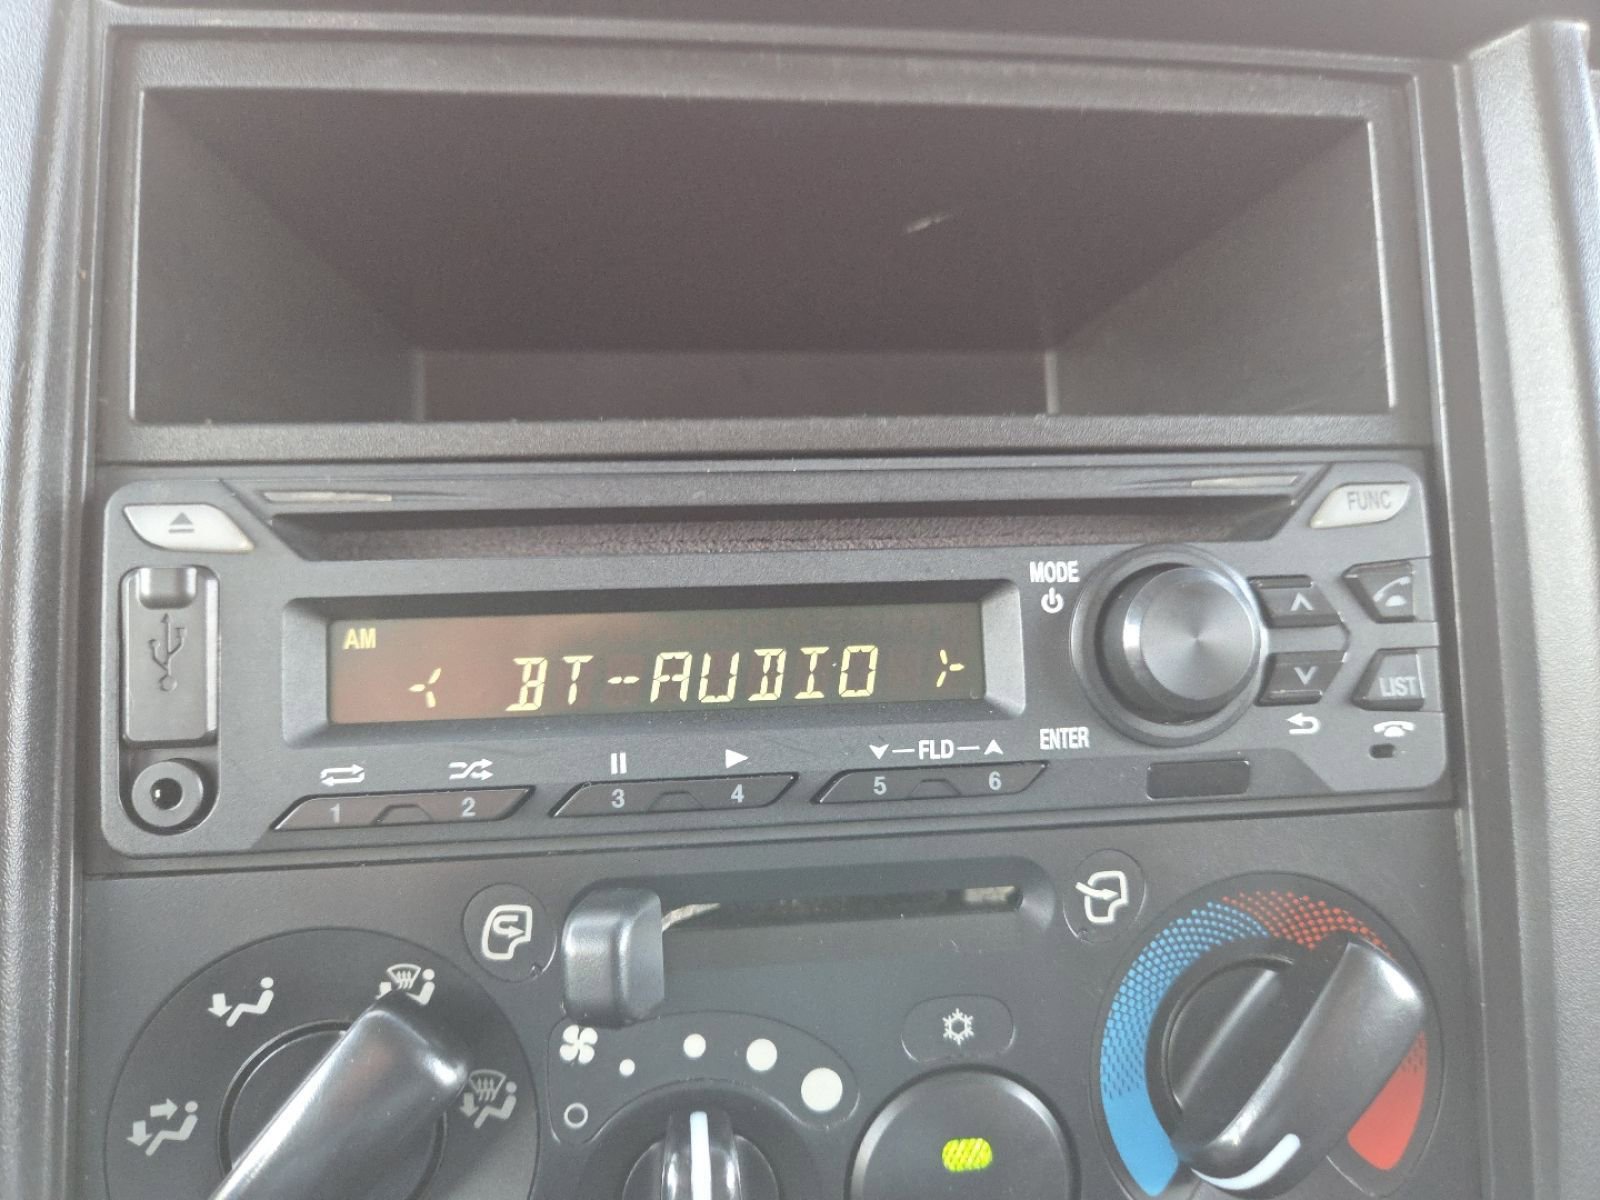 FUNC
MODE
AM
< BT-AUDIO >
LIST
FLD
ENTER
1 2 3 4 5 6